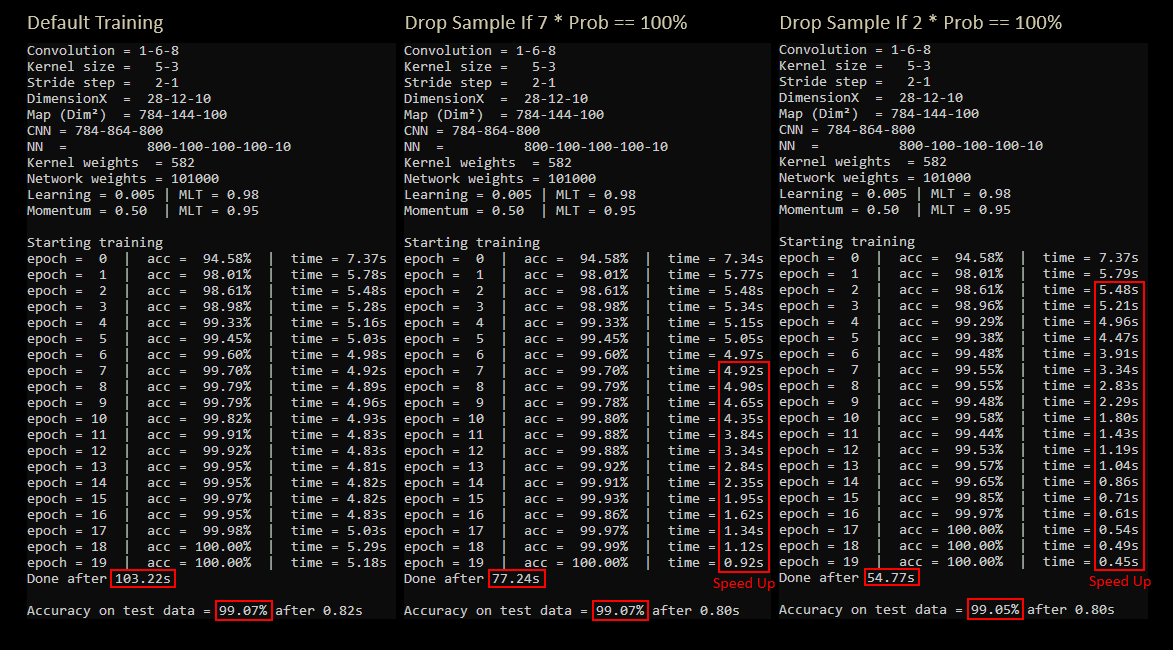 Default Training
Convolution = 1-6-8
Kernel size =   5-3
Stride step =   2-1
DimensionX  =  28-12-10
Map (Dim²) = 784-144-100
CNN = 784-864-800
NN  =          800-100-100-100-10
Kernel weights  = 582
Network weights = 101000
Learning = 0.005 | MLT = 0.98
Momentum = 0.50  | MLT = 0.95
Starting training
epoch =  0  |  acc =  94.58%  |  time = 7.37s
epoch =  1  |  acc =  98.01%  |  time = 5.78s
epoch =  2  |  acc =  98.61%  |  time = 5.48s
epoch =  3  |  acc =  98.98%  |  time = 5.28s
epoch =  4  |  acc =  99.33%  |  time = 5.16s
epoch =  5  |  acc =  99.45%  |  time = 5.03s
epoch =  6  |  acc =  99.60%  |  time = 4.98s
epoch =  7  |  acc =  99.70%  |  time = 4.92s
epoch =  8  |  acc =  99.79%  |  time = 4.89s
epoch =  9  |  acc =  99.79%  |  time = 4.96s
epoch = 10  |  acc =  99.82%  |  time = 4.93s
epoch = 11  |  acc =  99.91%  |  time = 4.83s
epoch = 12  |  acc =  99.92%  |  time = 4.83s
epoch = 13  |  acc =  99.95%  |  time = 4.81s
epoch = 14  |  acc =  99.95%  |  time = 4.82s
epoch = 15  |  acc =  99.97%  |  time = 4.82s
epoch = 16  |  acc =  99.95%  |  time = 4.83s
epoch = 17  |  acc =  99.98%  |  time = 5.03s
epoch = 18  |  acc = 100.00%  |  time = 5.29s
epoch = 19  |  acc = 100.00%  |  time = 5.18s
Done after 103.22s
Accuracy on test data = 99.07% after 0.82s
Drop Sample If 7 * Prob == 100%
Convolution = 1-6-8
Kernel size =   5-3
Stride step =   2-1
DimensionX  =  28-12-10
Map (Dim²) = 784-144-100
CNN = 784-864-800
NN  =          800-100-100-100-10
Kernel weights  = 582
Network weights = 101000
Learning = 0.005 | MLT = 0.98
Momentum = 0.50  | MLT = 0.95
Starting training
epoch =  0  |  acc =  94.58%  |  time = 7.34s
epoch =  1  |  acc =  98.01%  |  time = 5.77s
epoch =  2  |  acc =  98.61%  |  time = 5.48s
epoch =  3  |  acc =  98.98%  |  time = 5.34s
epoch =  4  |  acc =  99.33%  |  time = 5.15s
epoch =  5  |  acc =  99.45%  |  time = 5.05s
epoch =  6  |  acc =  99.60%  |  time = 4.97s
epoch =  7  |  acc =  99.70%  |  time = 4.92s
epoch =  8  |  acc =  99.79%  |  time = 4.90s
epoch =  9  |  acc =  99.78%  |  time = 4.65s
epoch = 10  |  acc =  99.80%  |  time = 4.35s
epoch = 11  |  acc =  99.88%  |  time = 3.84s
epoch = 12  |  acc =  99.88%  |  time = 3.34s
epoch = 13  |  acc =  99.92%  |  time = 2.84s
epoch = 14  |  acc =  99.91%  |  time = 2.35s
epoch = 15  |  acc =  99.93%  |  time = 1.95s
epoch = 16  |  acc =  99.86%  |  time = 1.62s
epoch = 17  |  acc =  99.97%  |  time = 1.34s
epoch = 18  |  acc =  99.99%  |  time = 1.12s
epoch = 19  |  acc = 100.00%  |  time = 0.92s
Done after 77.24s
Speed Up
Accuracy on test data = 99.07% after 0.80s
Drop Sample If 2 * Prob == 100%
Convolution = 1-6-8
Kernel size =   5-3
Stride step =   2-1
DimensionX  =  28-12-10
Map (Dim²) = 784-144-100
CNN = 784-864-800
NN  =          800-100-100-100-10
Kernel weights  = 582
Network weights = 101000
Learning = 0.005 | MLT = 0.98
Momentum = 0.50  | MLT = 0.95
Starting training
epoch =  0  |  acc =  94.58%  |  time = 7.37s
epoch =  1  |  acc =  98.01%  |  time = 5.79s
epoch =  2  |  acc =  98.61%  |  time = 5.48s
epoch =  3  |  acc =  98.96%  |  time = 5.21s
epoch =  4  |  acc =  99.29%  |  time = 4.96s
epoch =  5  |  acc =  99.38%  |  time = 4.47s
epoch =  6  |  acc =  99.48%  |  time = 3.91s
epoch =  7  |  acc =  99.55%  |  time = 3.34s
epoch =  8  |  acc =  99.55%  |  time = 2.83s
epoch =  9  |  acc =  99.48%  |  time = 2.29s
epoch = 10  |  acc =  99.58%  |  time = 1.80s
epoch = 11  |  acc =  99.44%  |  time = 1.43s
epoch = 12  |  acc =  99.53%  |  time = 1.19s
epoch = 13  |  acc =  99.57%  |  time = 1.04s
epoch = 14  |  acc =  99.65%  |  time = 0.86s
epoch = 15  |  acc =  99.85%  |  time = 0.71s
epoch = 16  |  acc =  99.97%  |  time = 0.61s
epoch = 17  |  acc = 100.00%  |  time = 0.54s
epoch = 18  |  acc = 100.00%  |  time = 0.49s
epoch = 19  |  acc = 100.00%  |  time = 0.45s
Done after 54.77s
Speed Up
Accuracy on test data = 99.05% after 0.80s